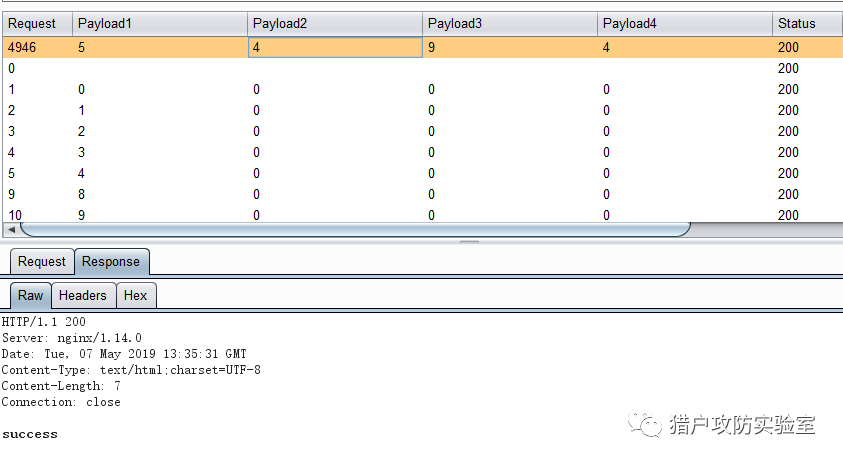 Request Payload1 Payload2 Payload3 Payload4 Status
4946 5 4 9 4 200
0 200
1 0 0 0 0 200
2 1 0 0 0 200
3 2 0 0 0 200
4 3 0 0 0 200
5 4 0 0 0 200
9 8 0 0 0 200
10 9 0 0 0 200
Request Response
Raw Headers Hex
HTTP/1.1 200
Server: nginx/1.14.0
Date: Tue, 07 May 2019 13:35:31 GMT
Content-Type: text/html;charset=UTF-8
Content-Length: 7
Connection: close
success
猎户攻防实验室